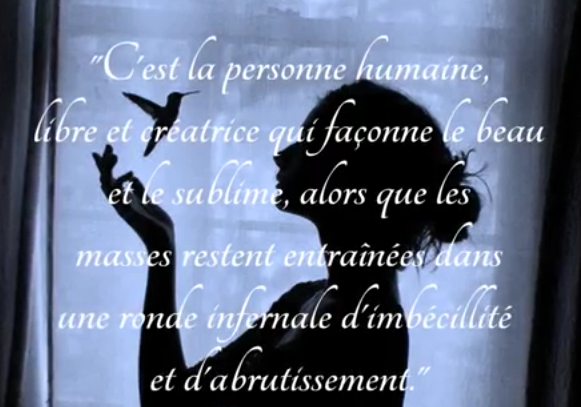 "C'est la personne humaine,
libre et créatrice qui façonne le beau
et le sublime, alors que les
masses restent entraînées dans
une ronde infernale d'imbécillité
et d'abrutissement."